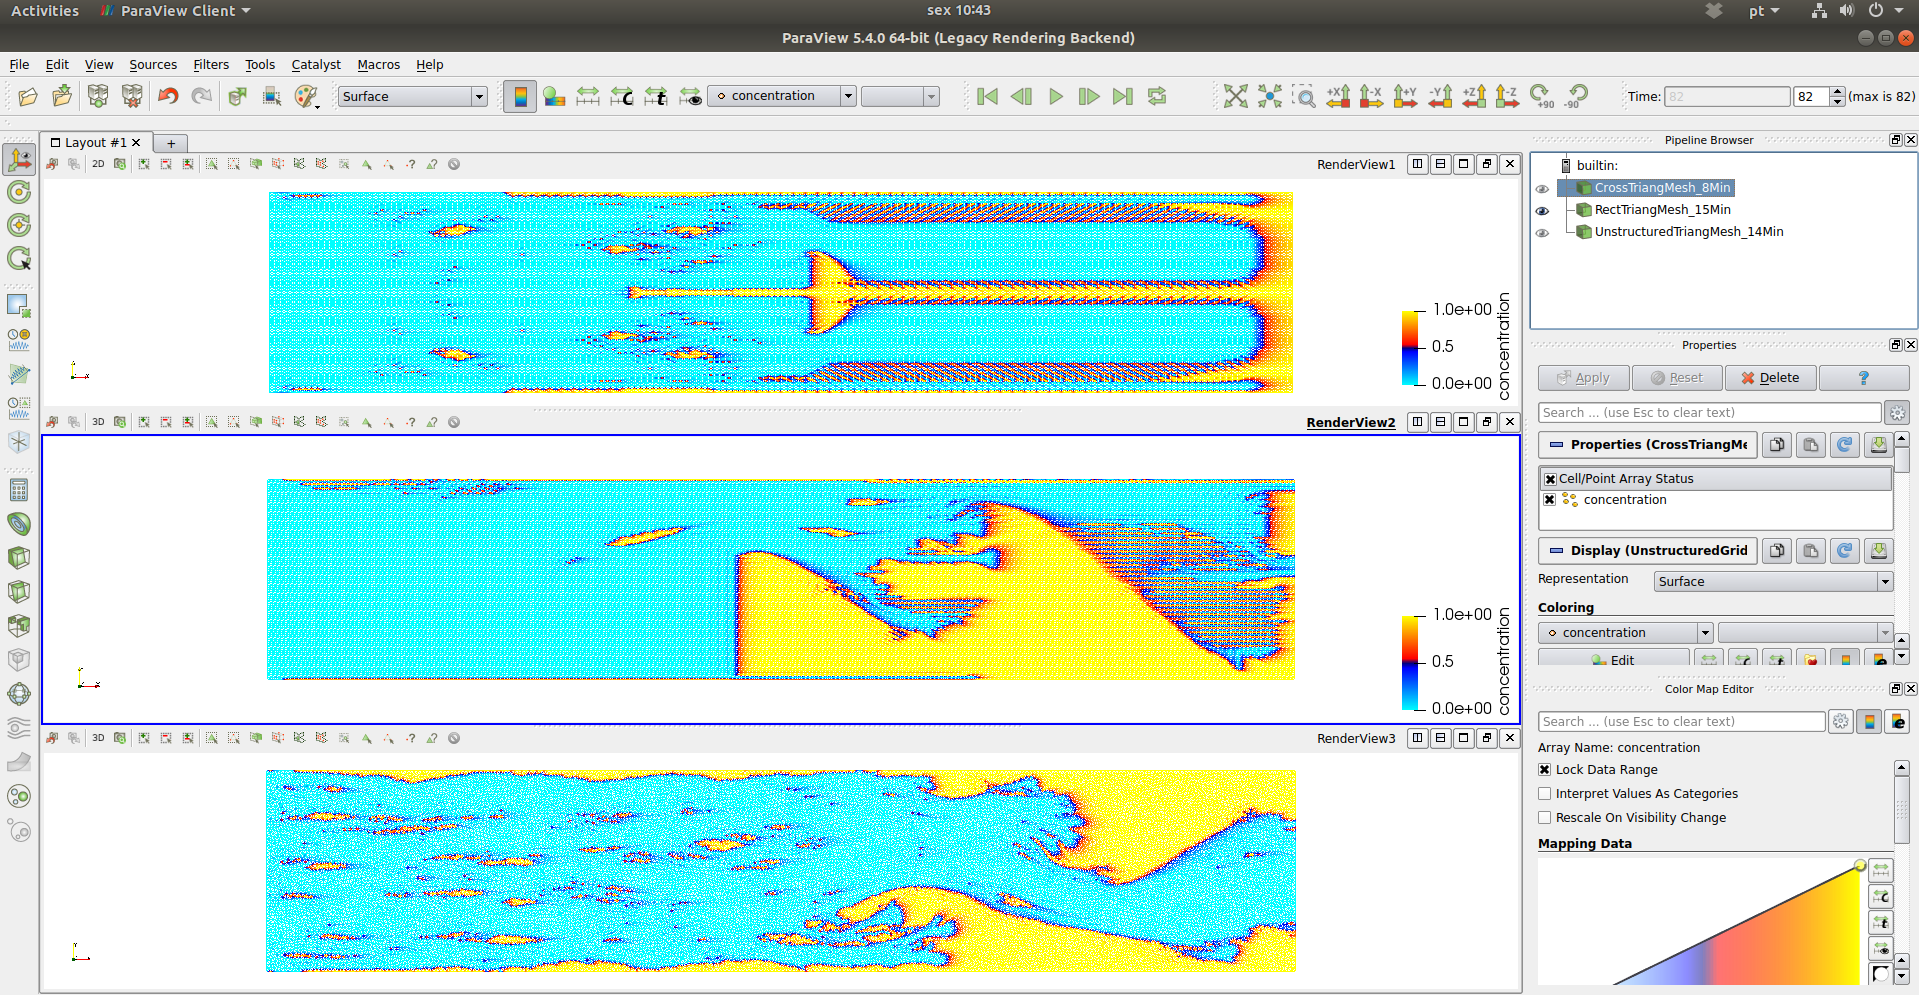 Activities ParaView Client sex 10:43 pt
ParaView 5.4.0 64-bit (Legacy Rendering Backend)
File Edit View Sources Filters Tools Catalyst Macros Help
Surface C t concentration +X -X +Y -Y +Z -Z +90 -90 Time: 82 82 (max is 82)
Layout #1 +
2D RenderView1
1.0e+00
0.5
0.0e+00
concentration
3D RenderView2
1.0e+00
0.5
0.0e+00
concentration
3D RenderView3
Pipeline Browser
builtin:
CrossTriangMesh_8Min
RectTriangMesh_15Min
UnstructuredTriangMesh_14Min
Properties
Apply Reset Delete ?
Search ... (use Esc to clear text)
Properties (CrossTriangMe
Cell/Point Array Status
concentration
Display (UnstructuredGrid
Representation Surface
Coloring
concentration
Edit
Color Map Editor
Search ... (use Esc to clear text)
Array Name: concentration
Lock Data Range
Interpret Values As Categories
Rescale On Visibility Change
Mapping Data
C
t